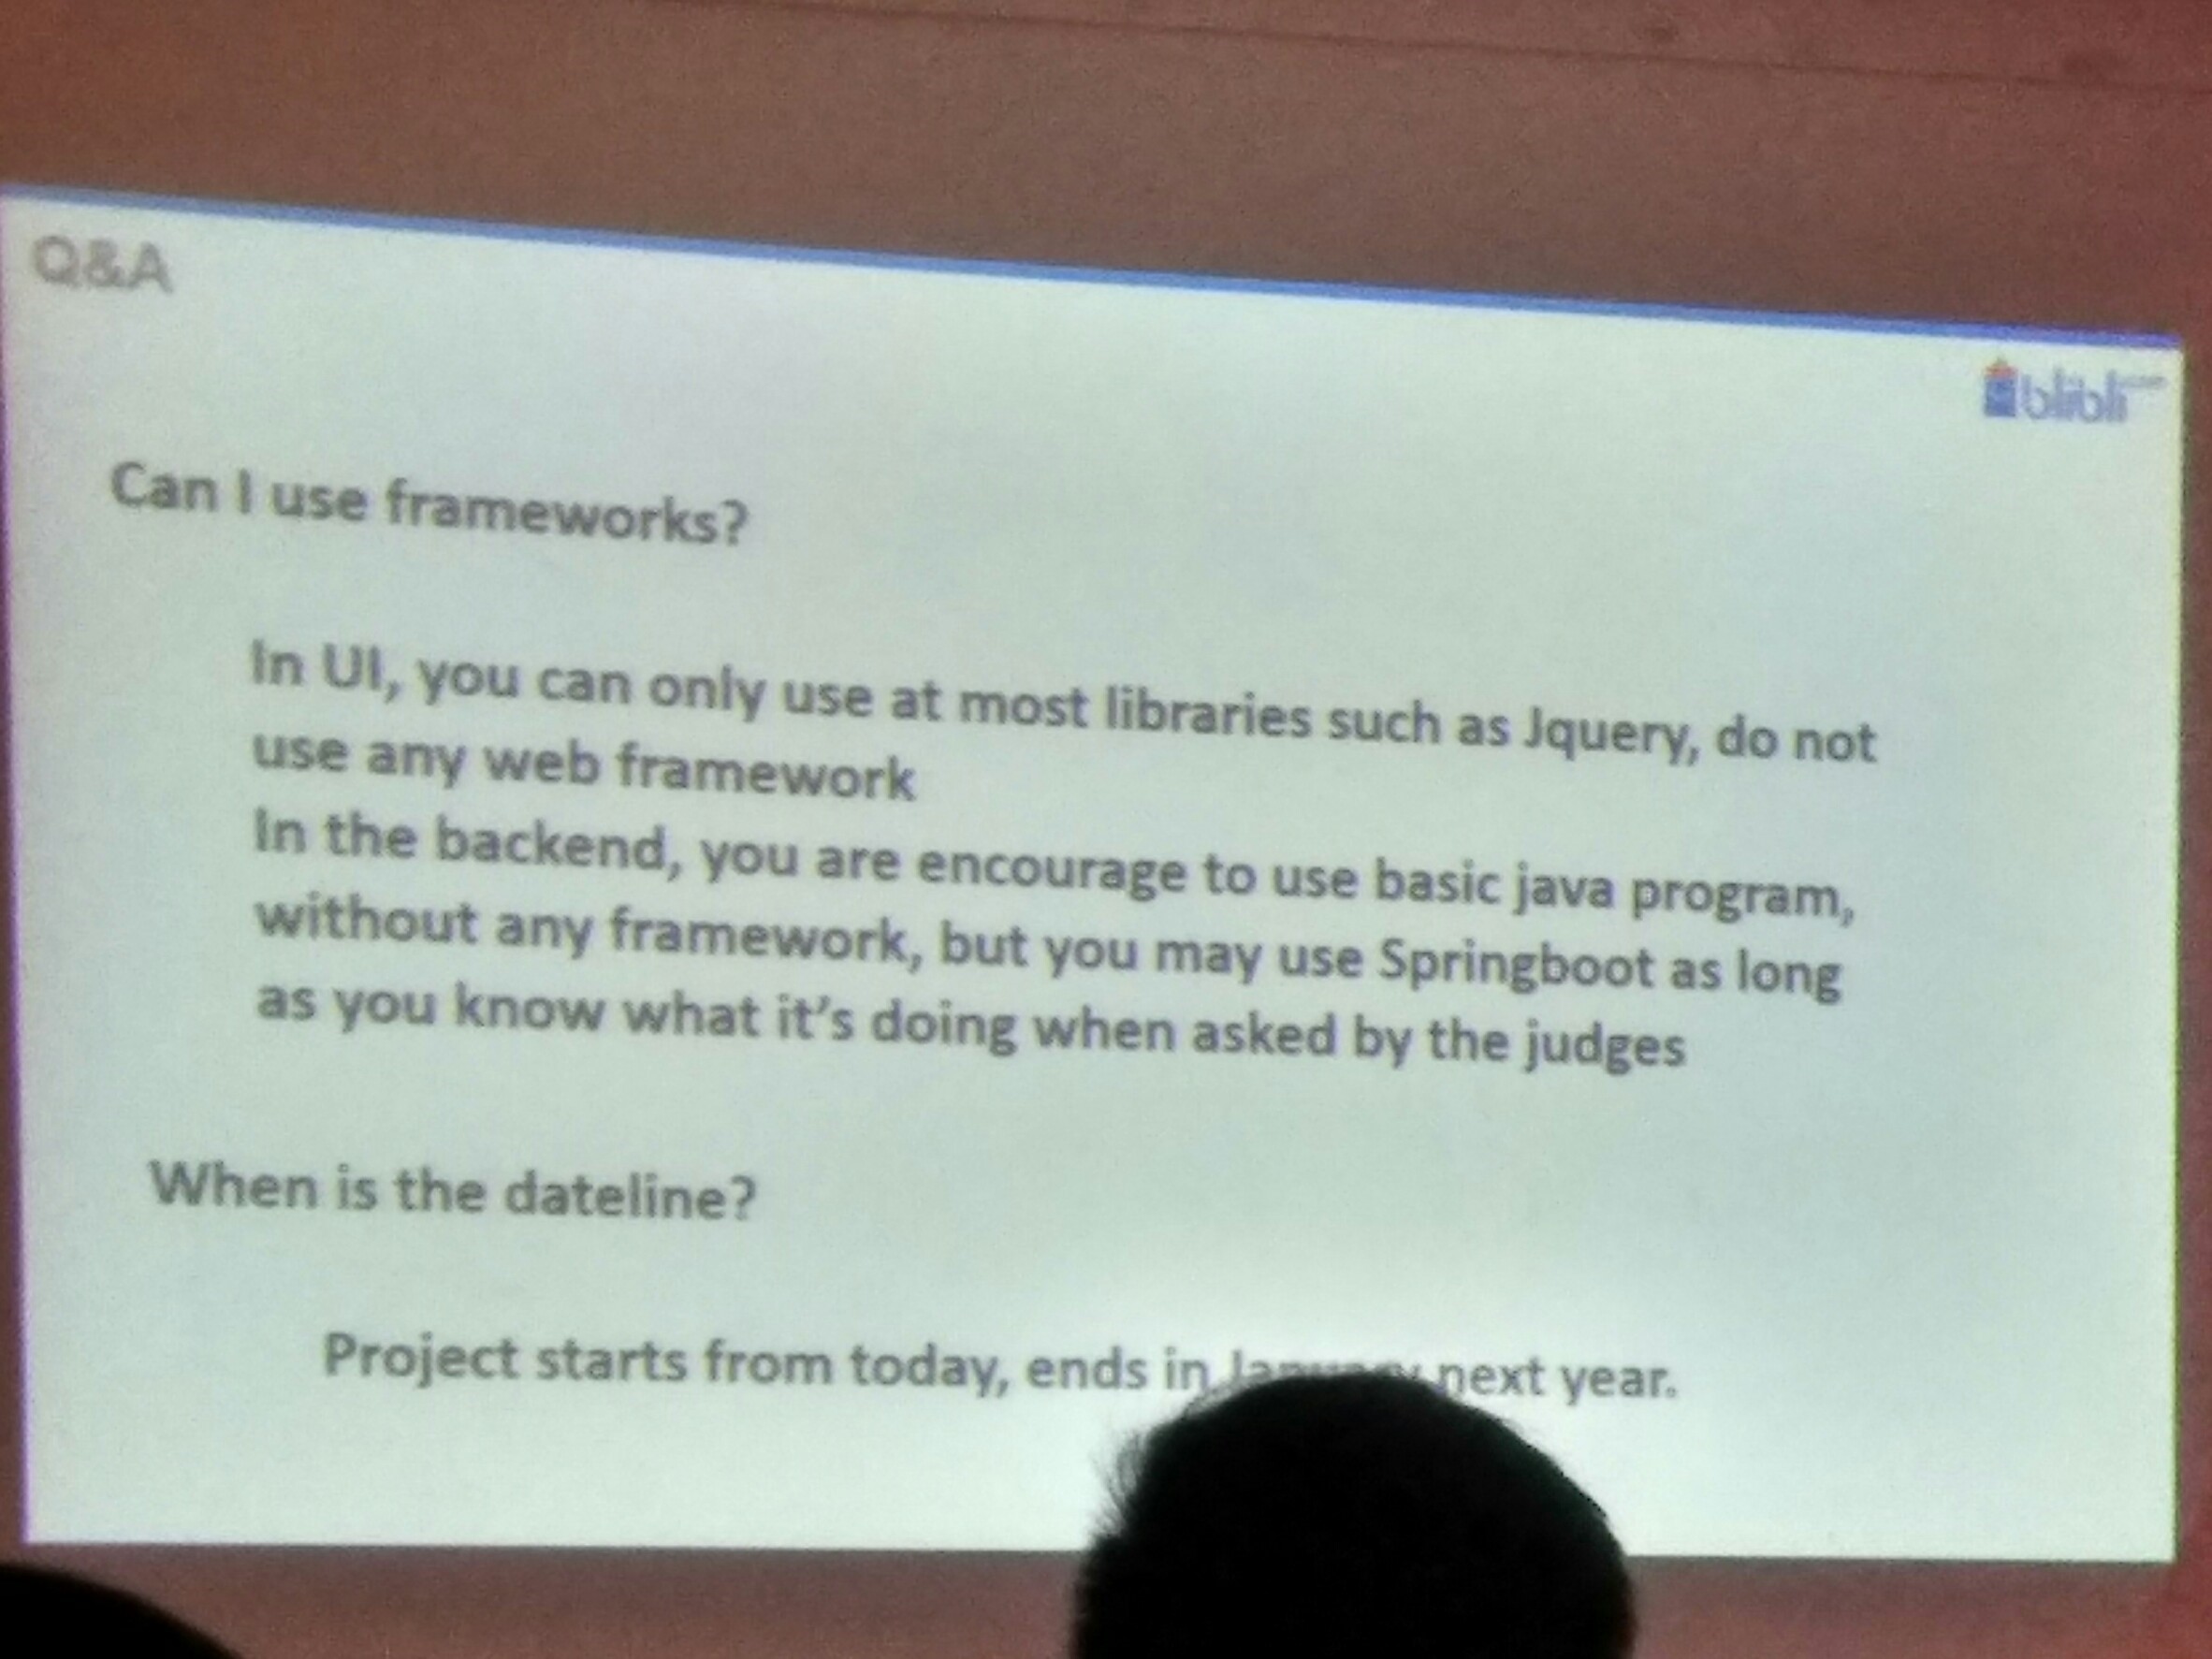 Q&A
blibli.com
Can I use frameworks?
In UI, you can only use at most libraries such as Jquery, do not
use any web framework
In the backend, you are encourage to use basic java program,
without any framework, but you may use Springboot as long
as you know what it's doing when asked by the judges
When is the dateline?
Project starts from today, ends in January next year.